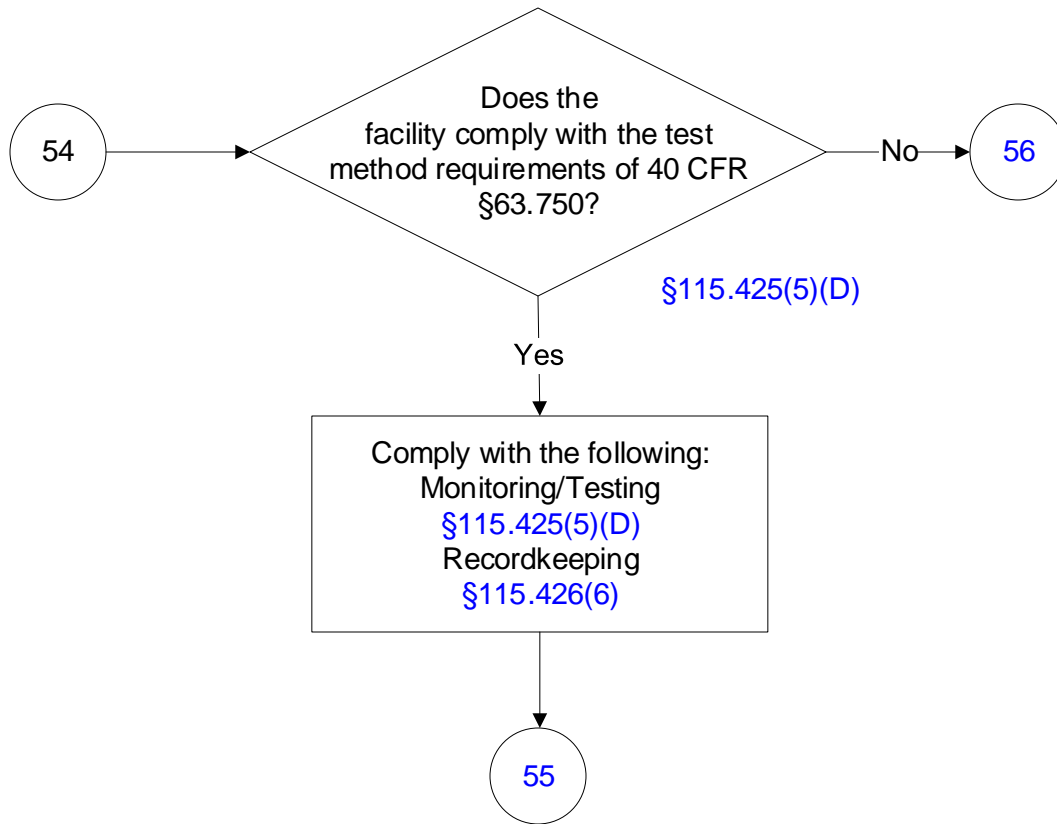 54
Does the
facility comply with the test
method requirements of 40 CFR
§63.750?
No
56
§115.425(5)(D)
Yes
Comply with the following:
Monitoring/Testing
§115.425(5)(D)
Recordkeeping
§115.426(6)
55